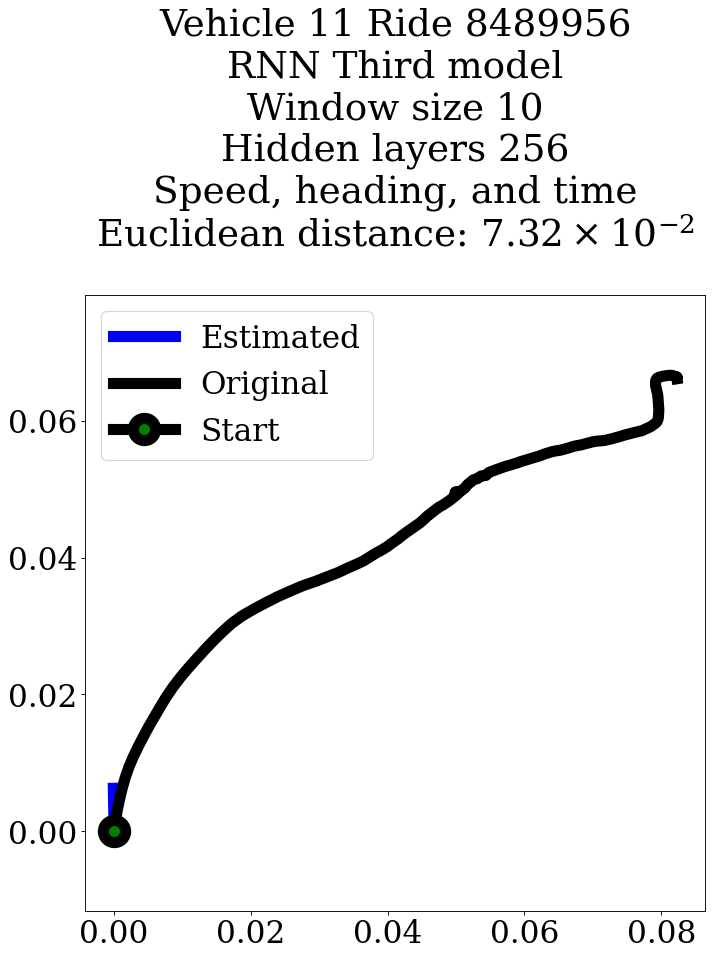 Vehicle 11 Ride 8489956
RNN Third model
Window size 10
Hidden layers 256
Speed, heading, and time
Euclidean distance: 7.32 × 10⁻²
Estimated
Original
Start
0.06
0.04
0.02
0.00
0.00 0.02 0.04 0.06 0.08